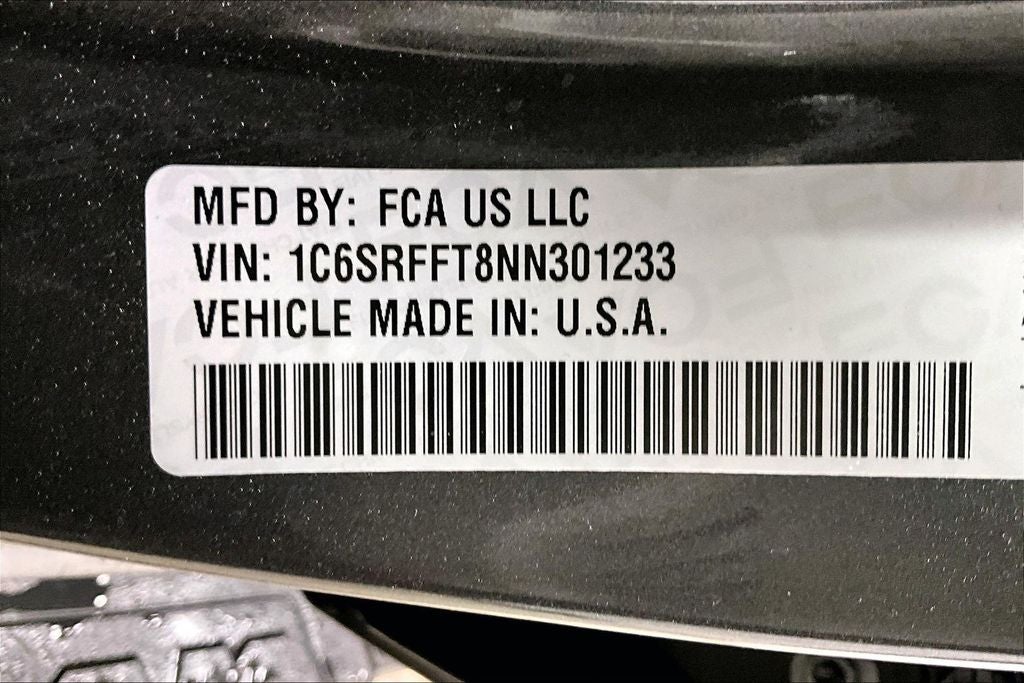 MFD BY: FCA US LLC
VIN: 1C6SRFFT8NN301233
VEHICLE MADE IN: U.S.A.